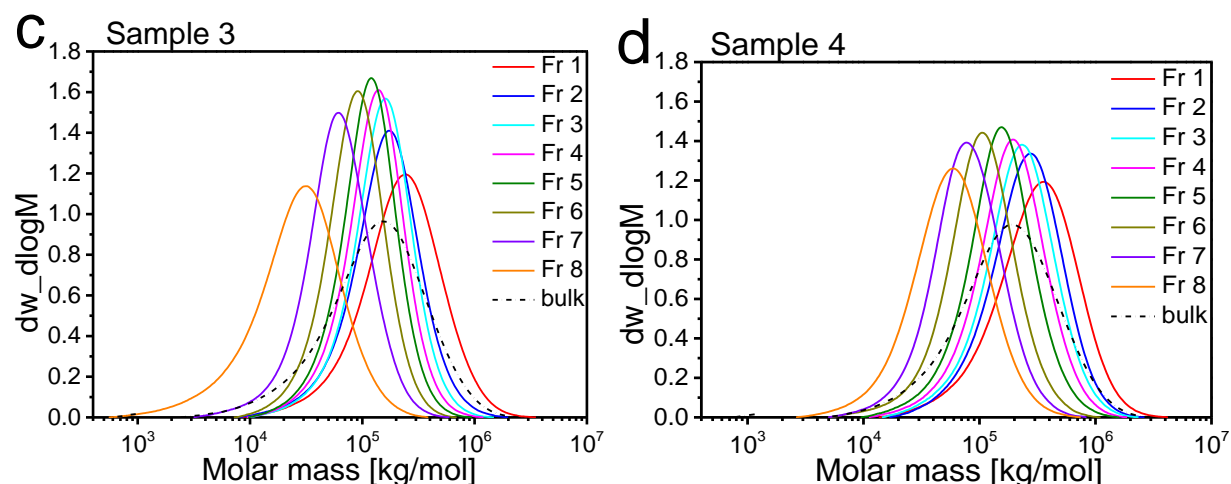 c
Sample 3
dw_dlogM
1.8
1.6
1.4
1.2
1.0
0.8
0.6
0.4
0.2
0.0
Fr 1
Fr 2
Fr 3
Fr 4
Fr 5
Fr 6
Fr 7
Fr 8
bulk
10³ 10⁴ 10⁵ 10⁶ 10⁷
Molar mass [kg/mol]
d
Sample 4
dw_dlogM
1.8
1.6
1.4
1.2
1.0
0.8
0.6
0.4
0.2
0.0
Fr 1
Fr 2
Fr 3
Fr 4
Fr 5
Fr 6
Fr 7
Fr 8
bulk
10³ 10⁴ 10⁵ 10⁶ 10⁷
Molar mass [kg/mol]